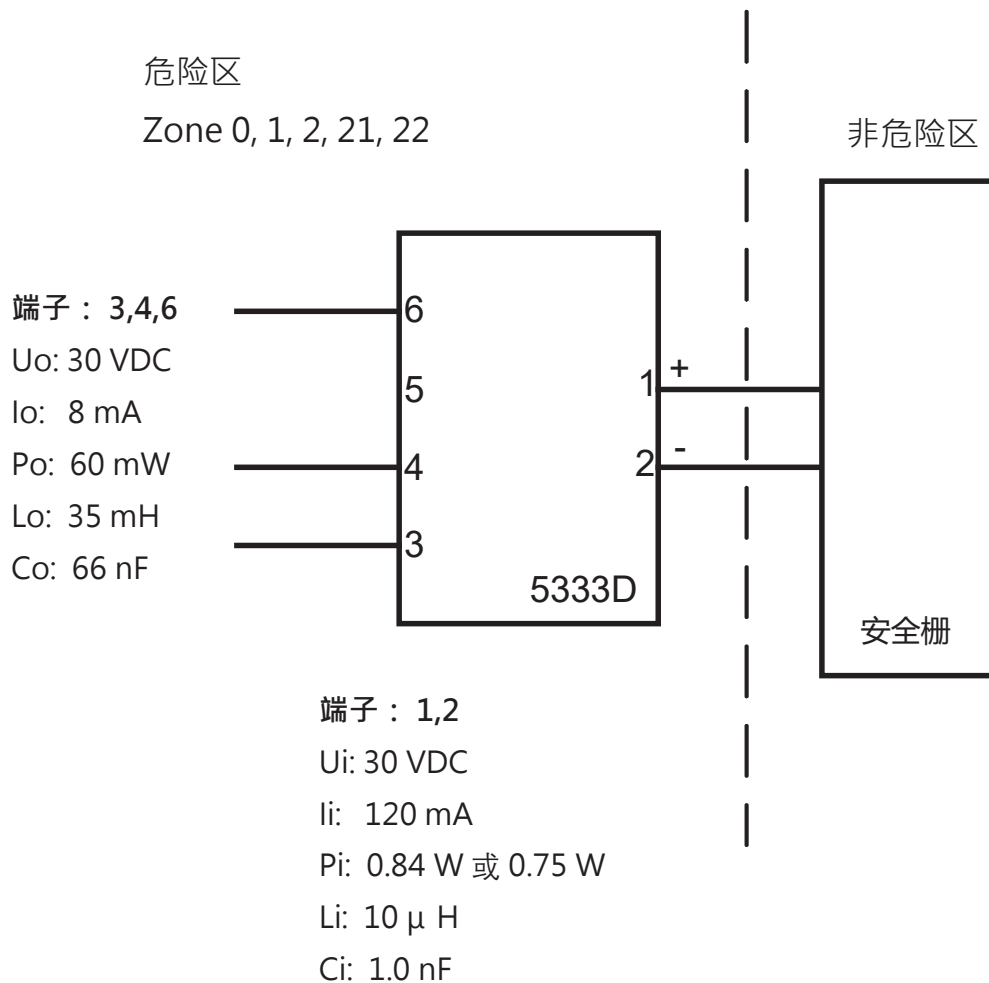 危险区
Zone 0, 1, 2, 21, 22
非危险区
端子： 3,4,6
Uo: 30 VDC
Io: 8 mA
Po: 60 mW
Lo: 35 mH
Co: 66 nF
6
5
4
3
1
+
2
-
5333D
安全栅
端子： 1,2
Ui: 30 VDC
Ii: 120 mA
Pi: 0.84 W 或 0.75 W
Li: 10 μ H
Ci: 1.0 nF